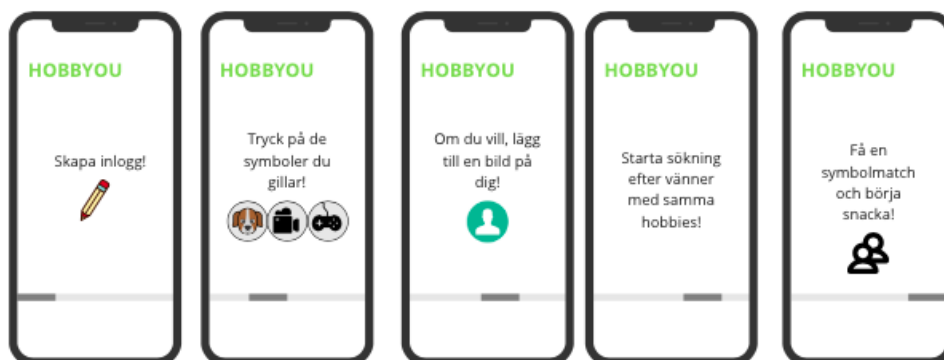 HOBBYOU
Skapa inlogg!
HOBBYOU
Tryck på de
symboler du
gillar!
HOBBYOU
Om du vill, lägg
till en bild på
dig!
HOBBYOU
Starta sökning
efter vänner
med samma
hobbies!
HOBBYOU
Få en
symbolmatch
och börja
snacka!